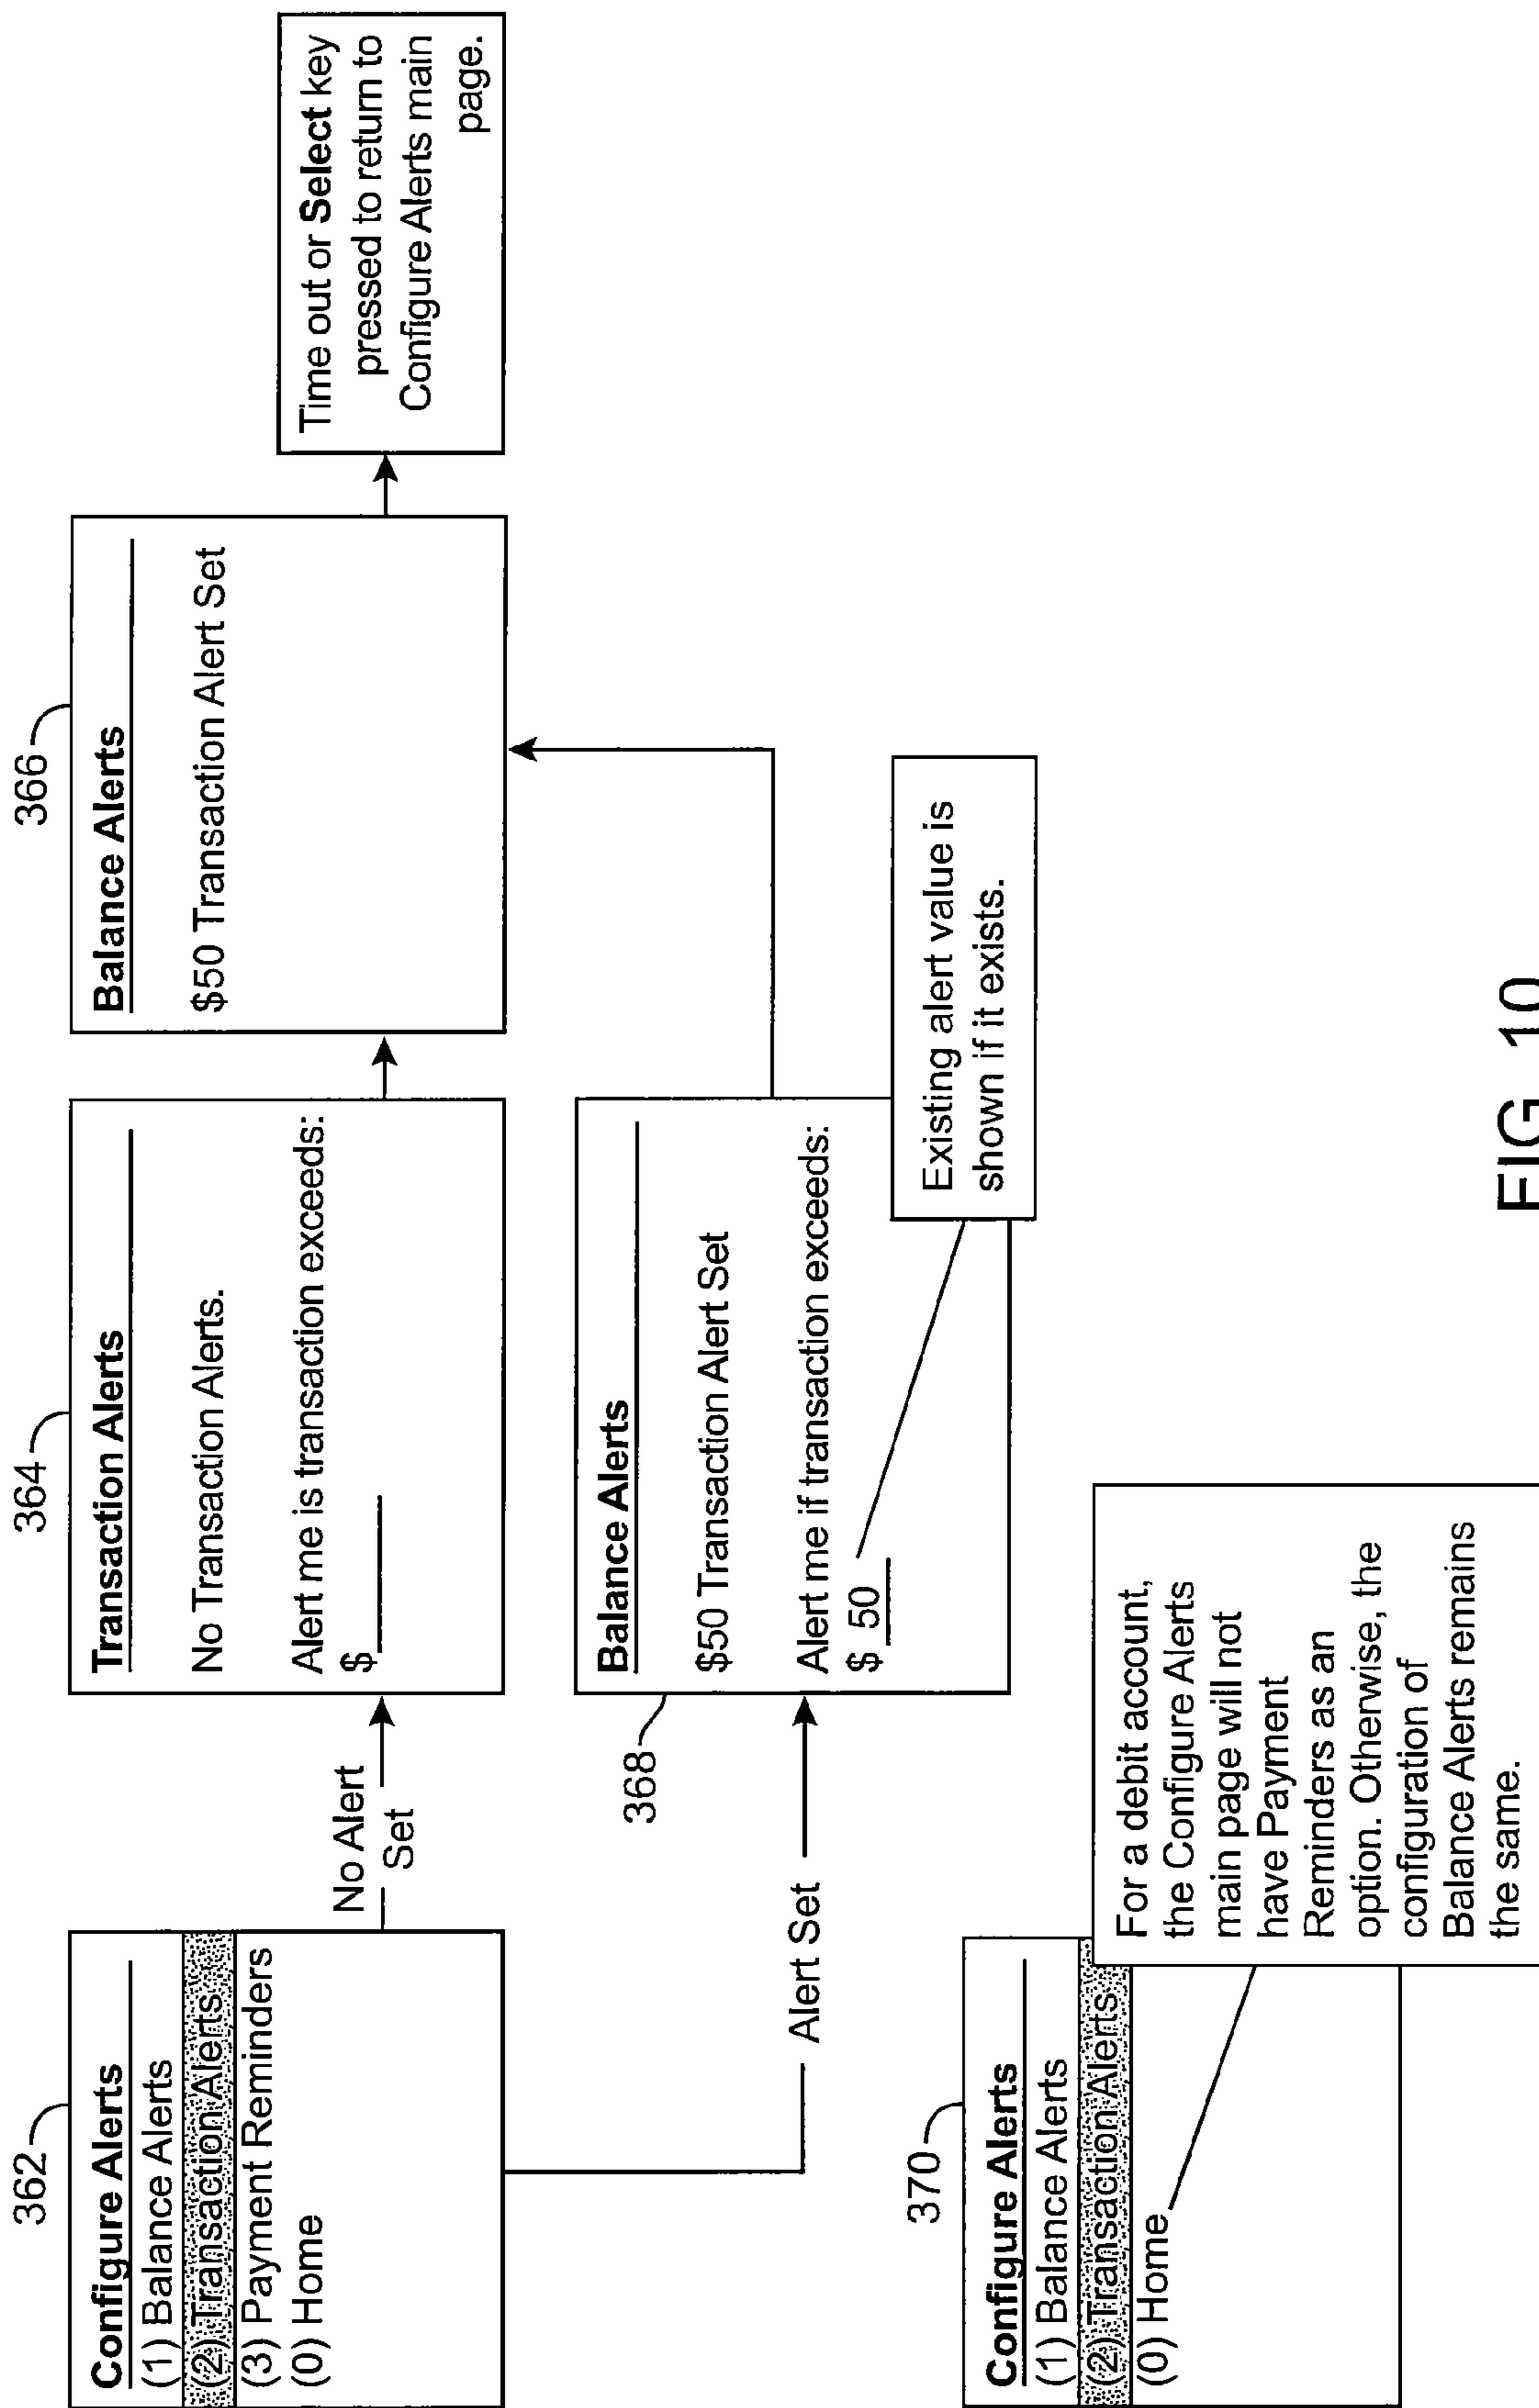 362
Configure Alerts
(1) Balance Alerts
(2) Transaction Alerts
(3) Payment Reminders
(0) Home
No Alert
Set
364
Transaction Alerts
No Transaction Alerts.
Alert me is transaction exceeds:
$
366
Balance Alerts
$50 Transaction Alert Set
Time out or Select key
pressed to return to
Configure Alerts main
page.
Alert Set
368
Balance Alerts
$50 Transaction Alert Set
Alert me if transaction exceeds:
$ 50
Existing alert value is
shown if it exists.
370
Configure Alerts
(1) Balance Alerts
(2) Transaction Alerts
(0) Home
For a debit account,
the Configure Alerts
main page will not
have Payment
Reminders as an
option. Otherwise, the
configuration of
Balance Alerts remains
the same.
FIG. 10